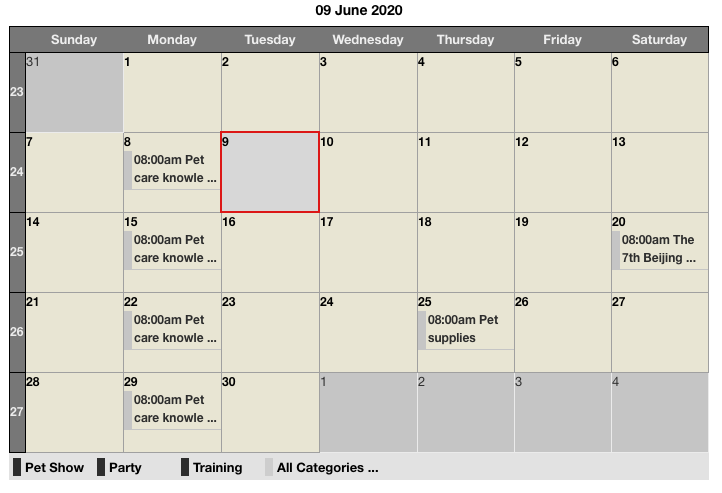 09 June 2020
Sunday Monday Tuesday Wednesday Thursday Friday Saturday
23 31 1 2 3 4 5 6
24 7 8 9 10 11 12 13
08:00am Pet
care knowle ...
25 14 15 16 17 18 19 20
08:00am Pet 08:00am The
care knowle ... 7th Beijing ...
26 21 22 23 24 25 26 27
08:00am Pet 08:00am Pet
care knowle ... supplies
27 28 29 30 1 2 3 4
08:00am Pet
care knowle ...
Pet Show Party Training All Categories ...